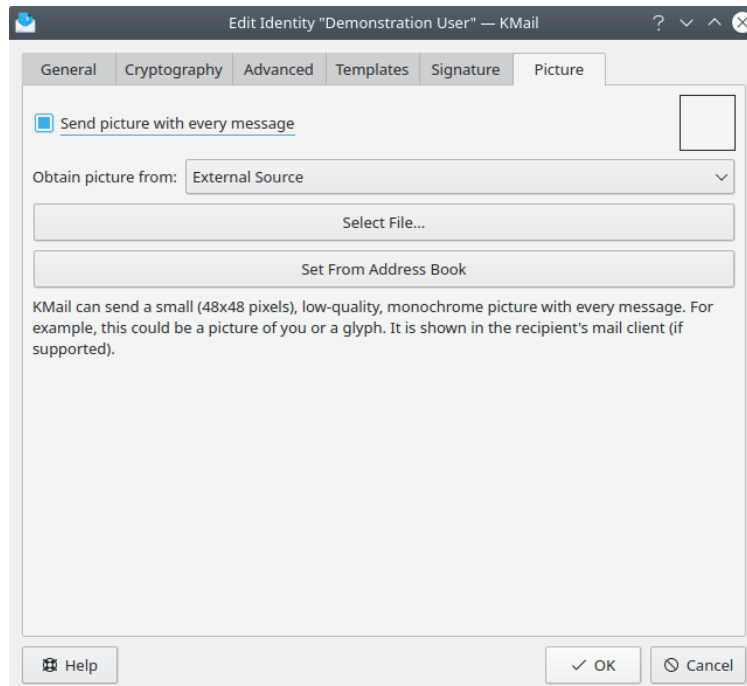 Edit Identity "Demonstration User" — KMail
General Cryptography Advanced Templates Signature Picture
Send picture with every message
Obtain picture from: External Source
Select File...
Set From Address Book
KMail can send a small (48x48 pixels), low-quality, monochrome picture with every message. For
example, this could be a picture of you or a glyph. It is shown in the recipient's mail client (if
supported).
Help OK Cancel